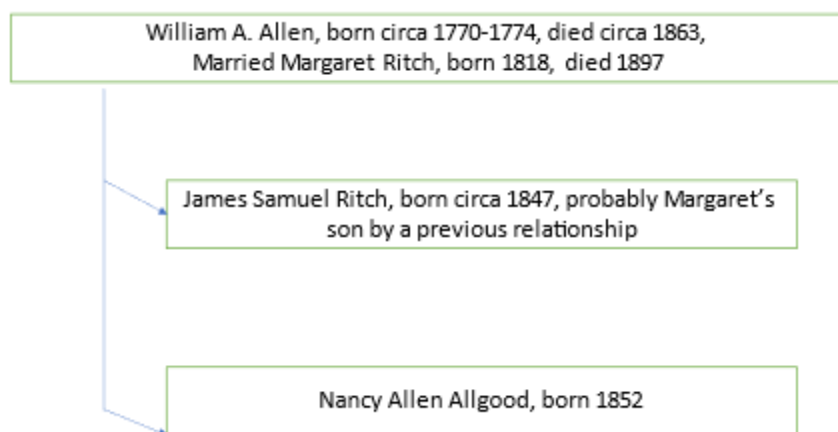 William A. Allen, born circa 1770-1774, died circa 1863,
Married Margaret Ritch, born 1818,  died 1897
James Samuel Ritch, born circa 1847, probably Margaret’s
son by a previous relationship
Nancy Allen Allgood, born 1852